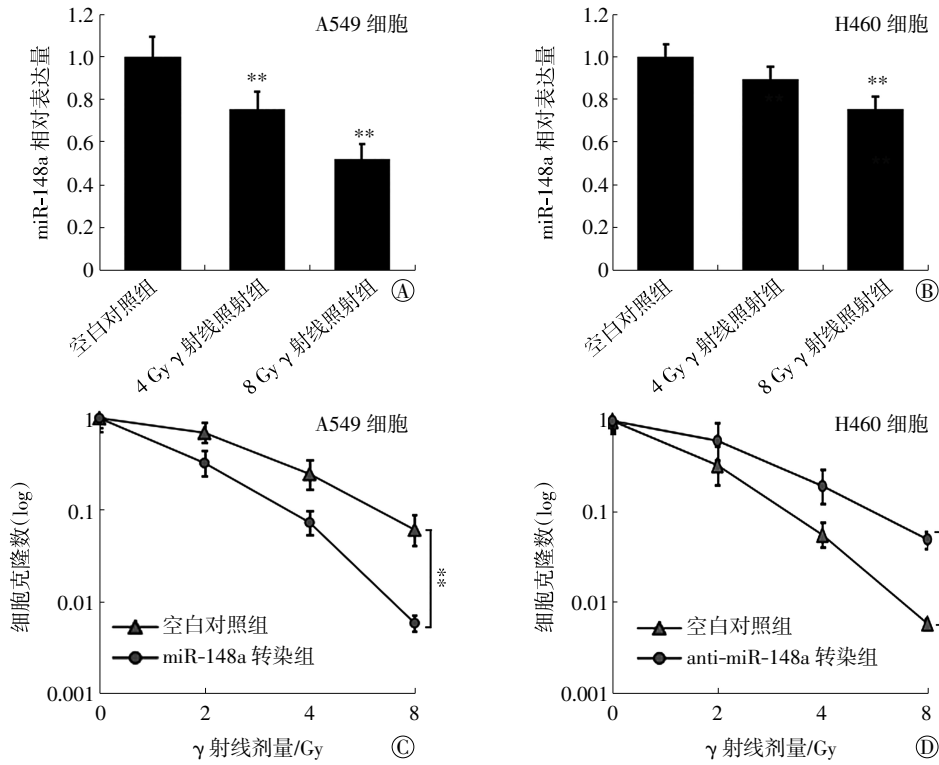 A549 细胞
miR-148a 相对表达量
1.2
1.0
0.8
0.6
0.4
0.2
0
**
**
空白对照组
4 Gy γ 射线照射组
8 Gy γ 射线照射组
Ⓐ
H460 细胞
miR-148a 相对表达量
1.2
1.0
0.8
0.6
0.4
0.2
0
**
**
**
空白对照组
4 Gy γ 射线照射组
8 Gy γ 射线照射组
Ⓑ
A549 细胞
细胞克隆数(log)
1
0.1
0.01
0.001
**
空白对照组
miR-148a 转染组
0 2 4 8
γ 射线剂量/Gy
Ⓒ
H460 细胞
细胞克隆数(log)
1
0.1
0.01
0.001
空白对照组
anti-miR-148a 转染组
0 2 4 8
γ 射线剂量/Gy
Ⓓ